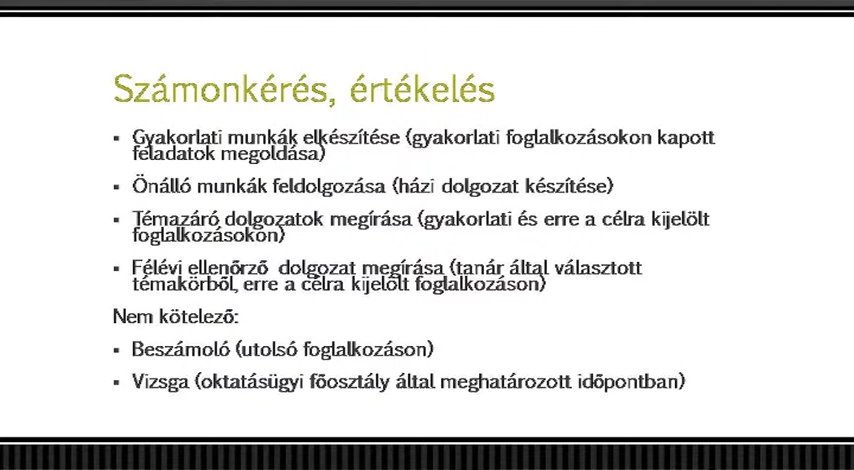 Számonkérés, értékelés
▪ Gyakorlati munkák elkészítése (gyakorlati foglalkozásokon kapott
feladatok megoldása)
▪ Önálló munkák feldolgozása (házi dolgozat készítése)
▪ Témazáró dolgozatok megírása (gyakorlati és erre a célra kijelölt
foglalkozásokon)
▪ Félévi ellenőrző dolgozat megírása (tanár által választott
témakörből, erre a célra kijelölt foglalkozáson)
Nem kötelező:
▪ Beszámoló (utolsó foglalkozáson)
▪ Vizsga (oktatásügyi főosztály által meghatározott időpontban)